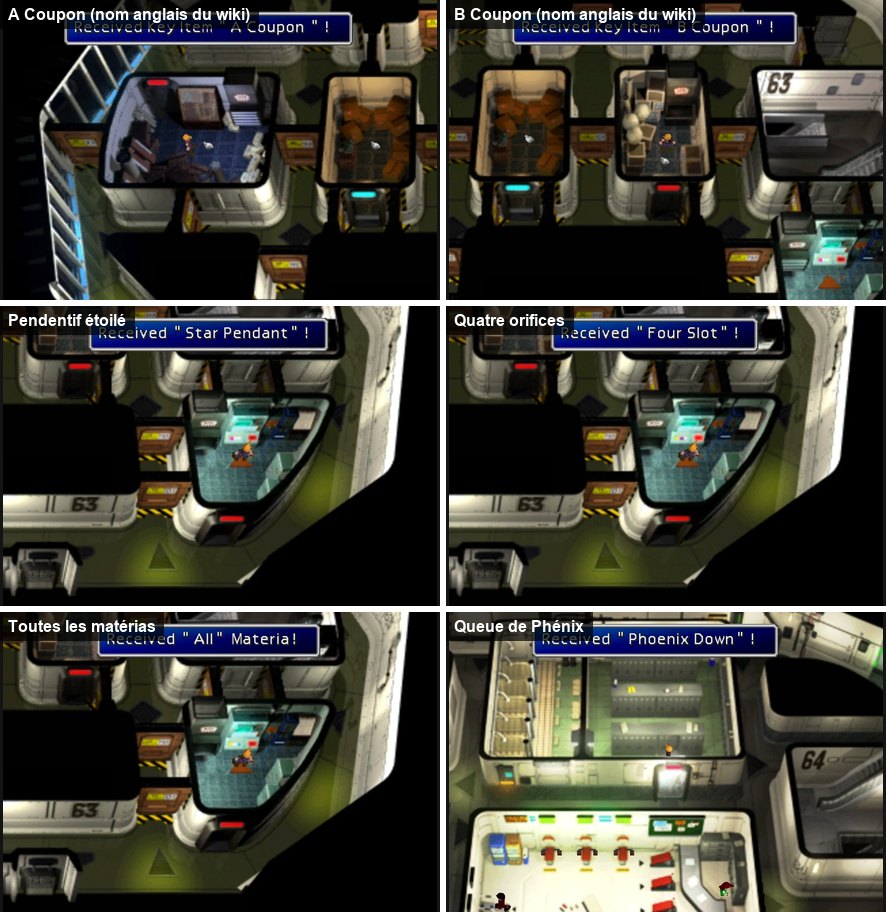 A Coupon (nom anglais du wiki)
Received Key Item "A Coupon"!
B Coupon (nom anglais du wiki)
Received Key Item "B Coupon"!
63
Pendentif étoilé
Received "Star Pendant"!
63
Quatre orifices
Received "Four Slot"!
63
Toutes les matérias
Received "All" Materia!
63
Queue de Phénix
Received "Phoenix Down"!
64